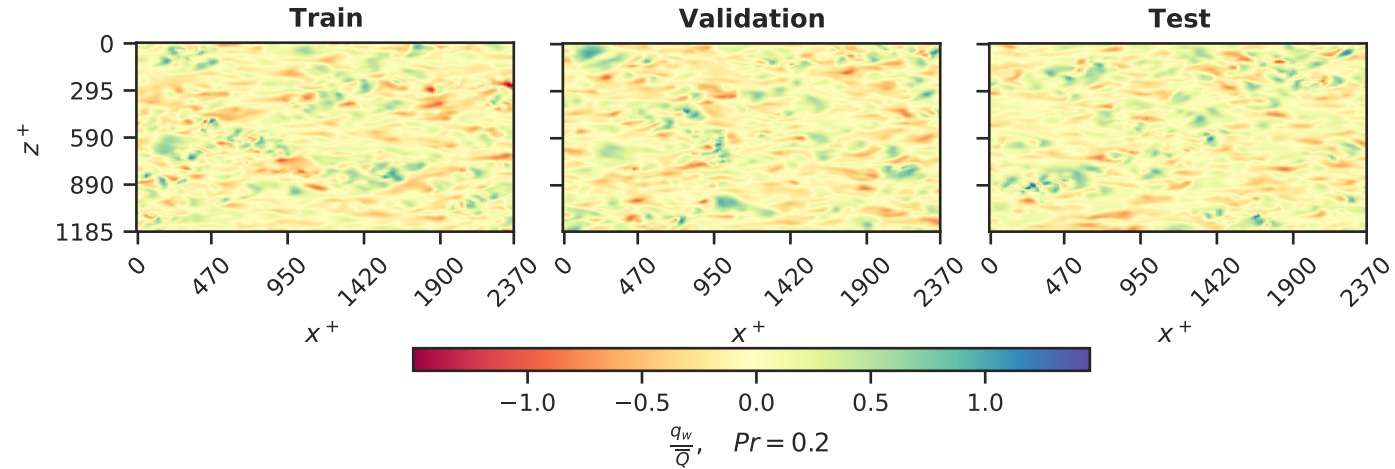 Train Validation Test
0
295
590
890
1185
z+
0 470 950 1420 1900 2370 0 470 950 1420 1900 2370 0 470 950 1420 1900 2370
x+ x+ x+
−1.0 −0.5 0.0 0.5 1.0
q_w/Q̅, Pr = 0.2